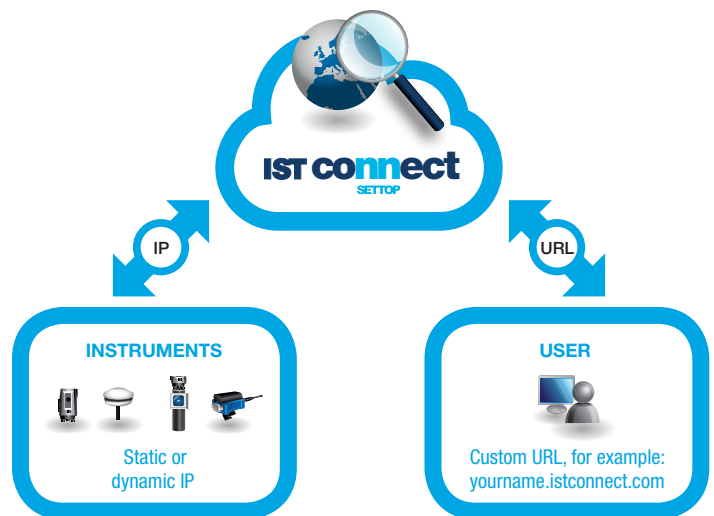 IST connect
SETTOP
IP
URL
INSTRUMENTS
Static or
dynamic IP
USER
Custom URL, for example:
yourname.istconnect.com